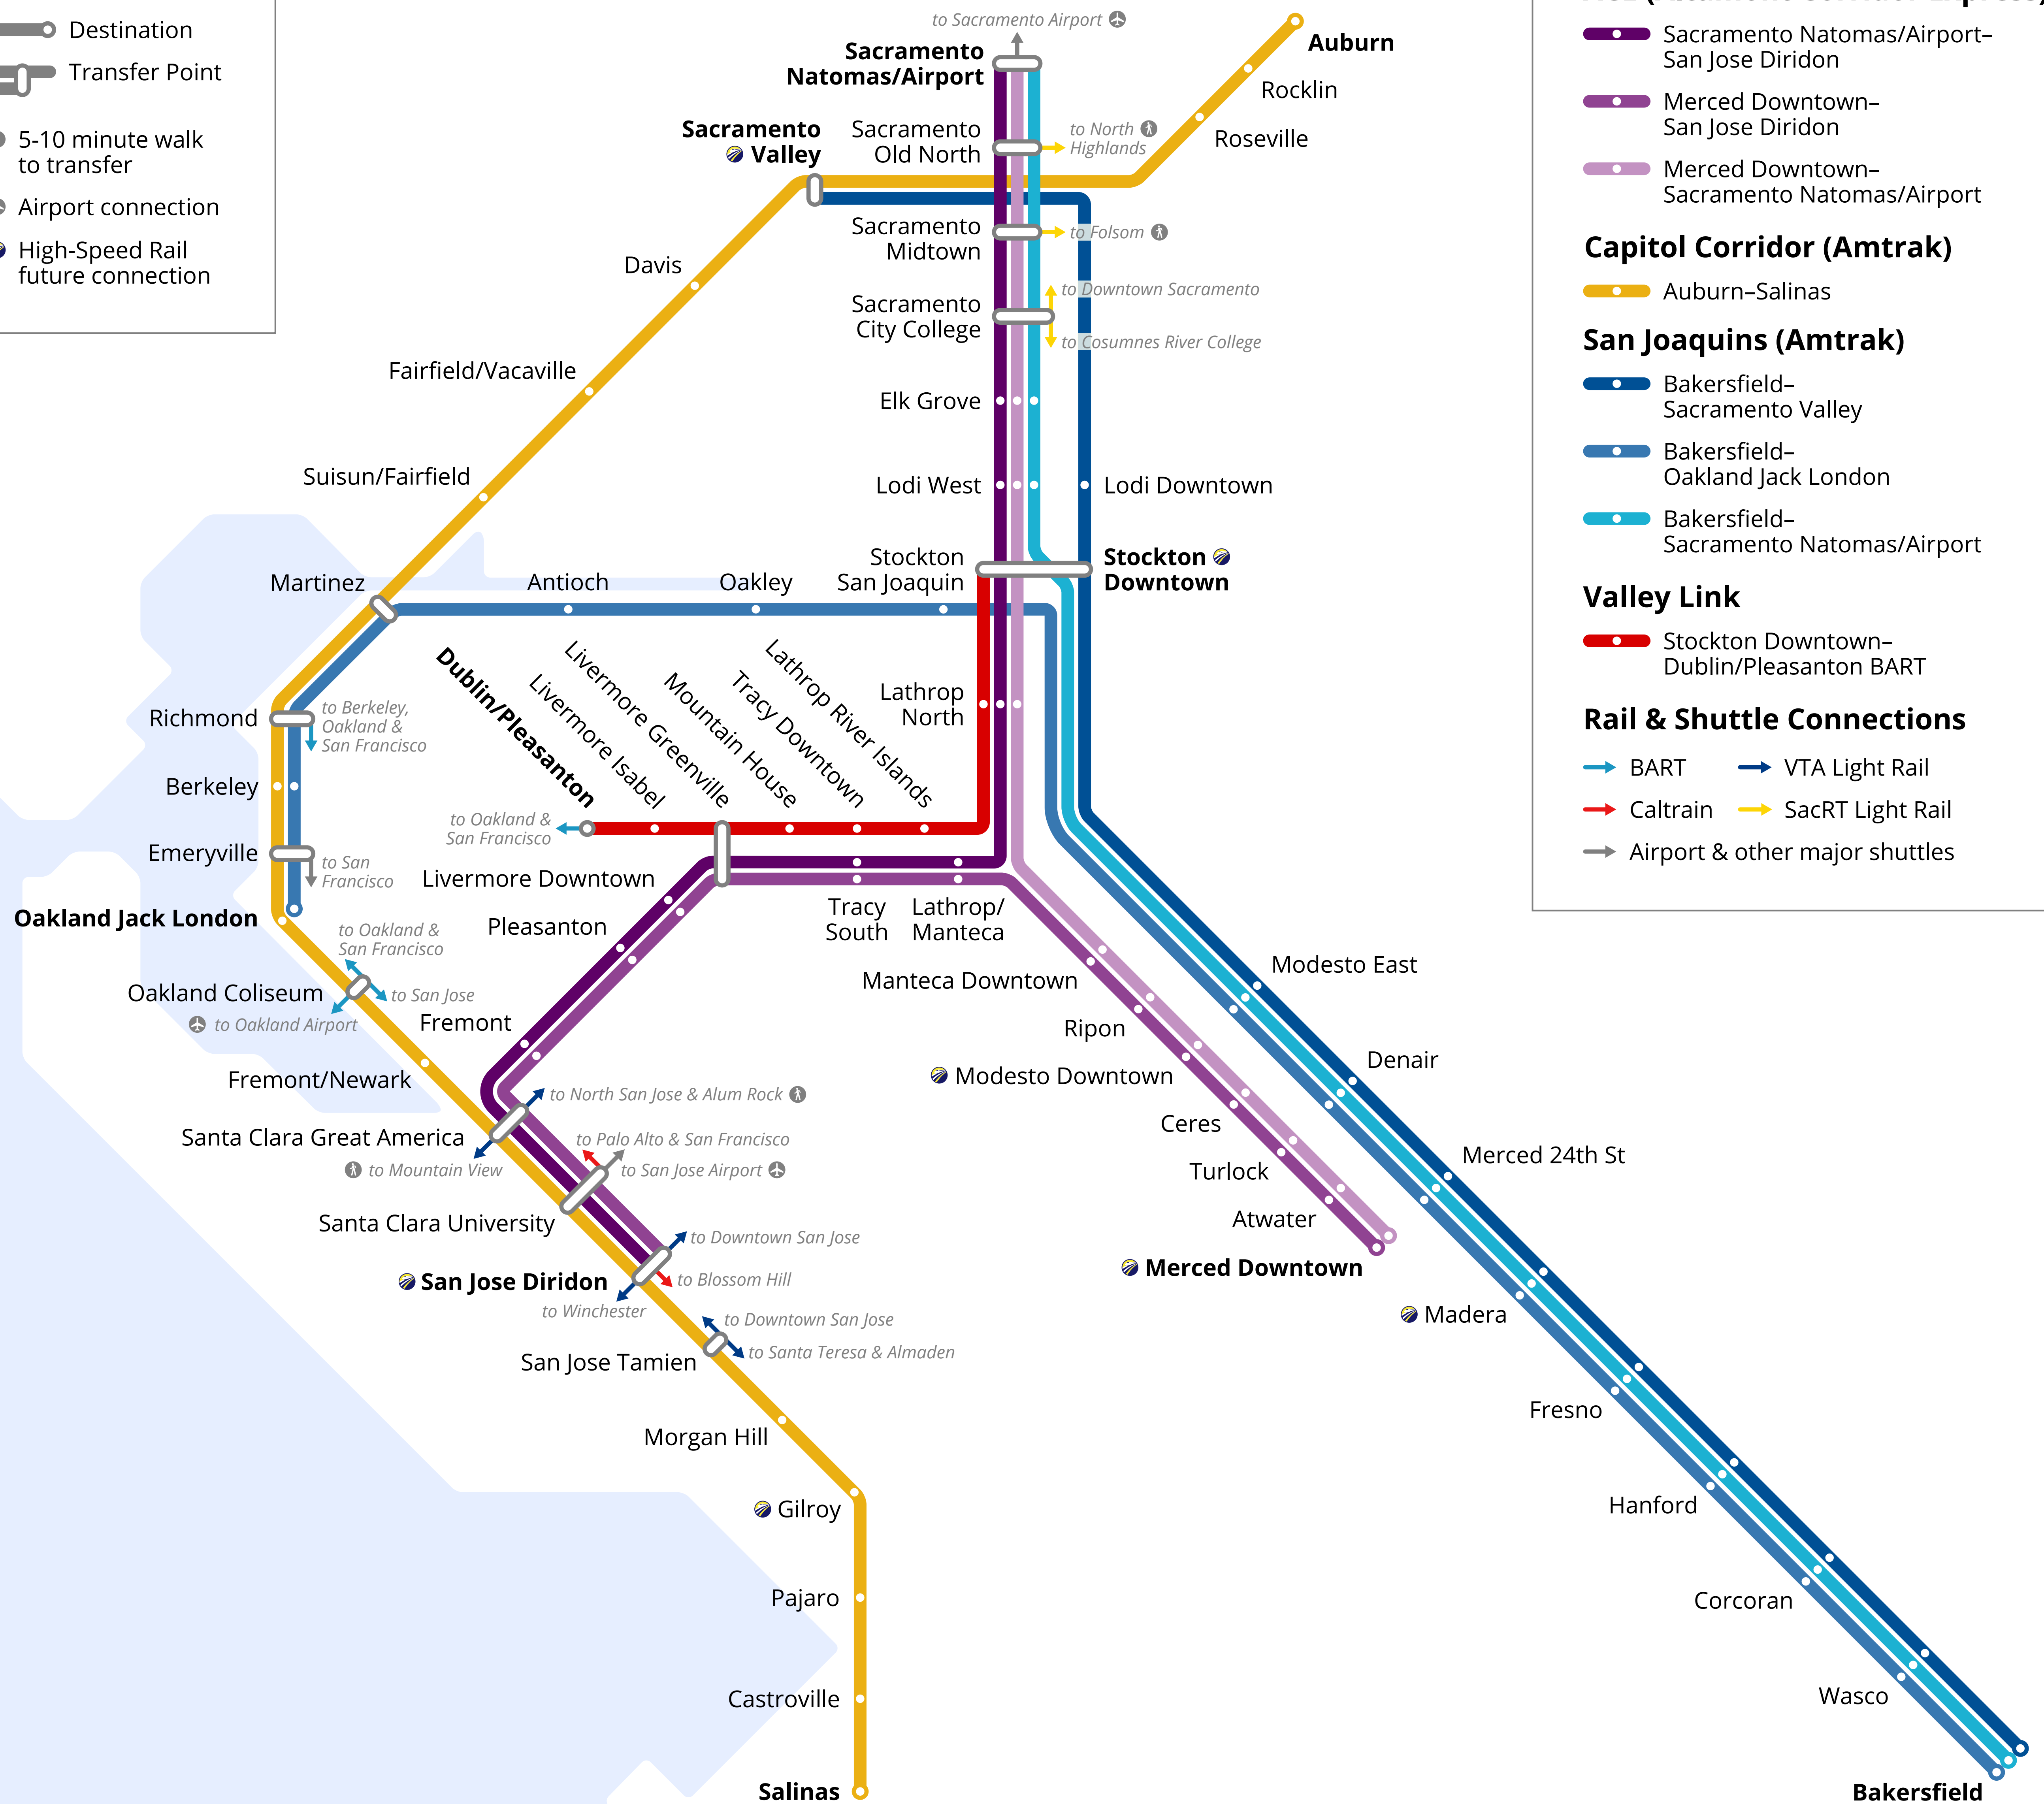 Destination
Transfer Point
5-10 minute walk
to transfer
Airport connection
High-Speed Rail
future connection
to Sacramento Airport
Sacramento
Natomas/Airport
Auburn
Rocklin
Roseville
Sacramento
Valley
Sacramento
Old North
to North
Highlands
Sacramento
Midtown
to Folsom
Davis
Sacramento
City College
to Downtown Sacramento
to Cosumnes River College
Fairfield/Vacaville
Elk Grove
Suisun/Fairfield
Lodi West
Lodi Downtown
Martinez
Antioch
Oakley
Stockton
San Joaquin
Stockton
Downtown
Dublin/Pleasanton
Livermore Isabel
Livermore Greenville
Mountain House
Tracy Downtown
Lathrop River Islands
Lathrop
North
Richmond
to Berkeley,
Oakland &
San Francisco
Berkeley
to Oakland &
San Francisco
Emeryville
to San
Francisco
Livermore Downtown
Oakland Jack London
Pleasanton
Tracy
South
Lathrop/
Manteca
to Oakland &
San Francisco
Oakland Coliseum
to San Jose
to Oakland Airport
Fremont
Manteca Downtown
Modesto East
Ripon
Fremont/Newark
Modesto Downtown
Denair
to North San Jose & Alum Rock
Santa Clara Great America
to Mountain View
Ceres
to Palo Alto & San Francisco
to San Jose Airport
Turlock
Merced 24th St
Santa Clara University
Atwater
to Downtown San Jose
San Jose Diridon
to Blossom Hill
to Winchester
Merced Downtown
Madera
to Downtown San Jose
San Jose Tamien
to Santa Teresa & Almaden
Fresno
Morgan Hill
Gilroy
Hanford
Pajaro
Corcoran
Castroville
Wasco
Salinas
Bakersfield
Sacramento Natomas/Airport–
San Jose Diridon
Merced Downtown–
San Jose Diridon
Merced Downtown–
Sacramento Natomas/Airport
Capitol Corridor (Amtrak)
Auburn–Salinas
San Joaquins (Amtrak)
Bakersfield–
Sacramento Valley
Bakersfield–
Oakland Jack London
Bakersfield–
Sacramento Natomas/Airport
Valley Link
Stockton Downtown–
Dublin/Pleasanton BART
Rail & Shuttle Connections
BART
VTA Light Rail
Caltrain
SacRT Light Rail
Airport & other major shuttles